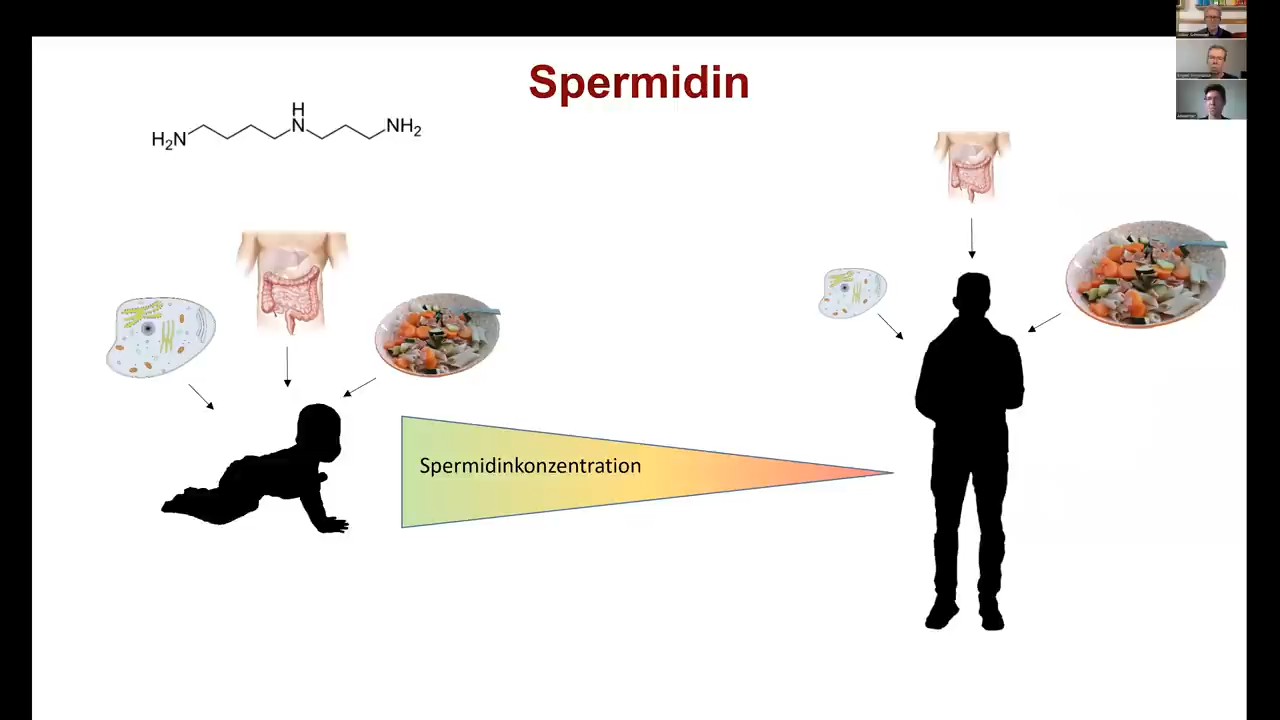 Spermidin
H
H₂N
N
NH₂
Spermidinkonzentration